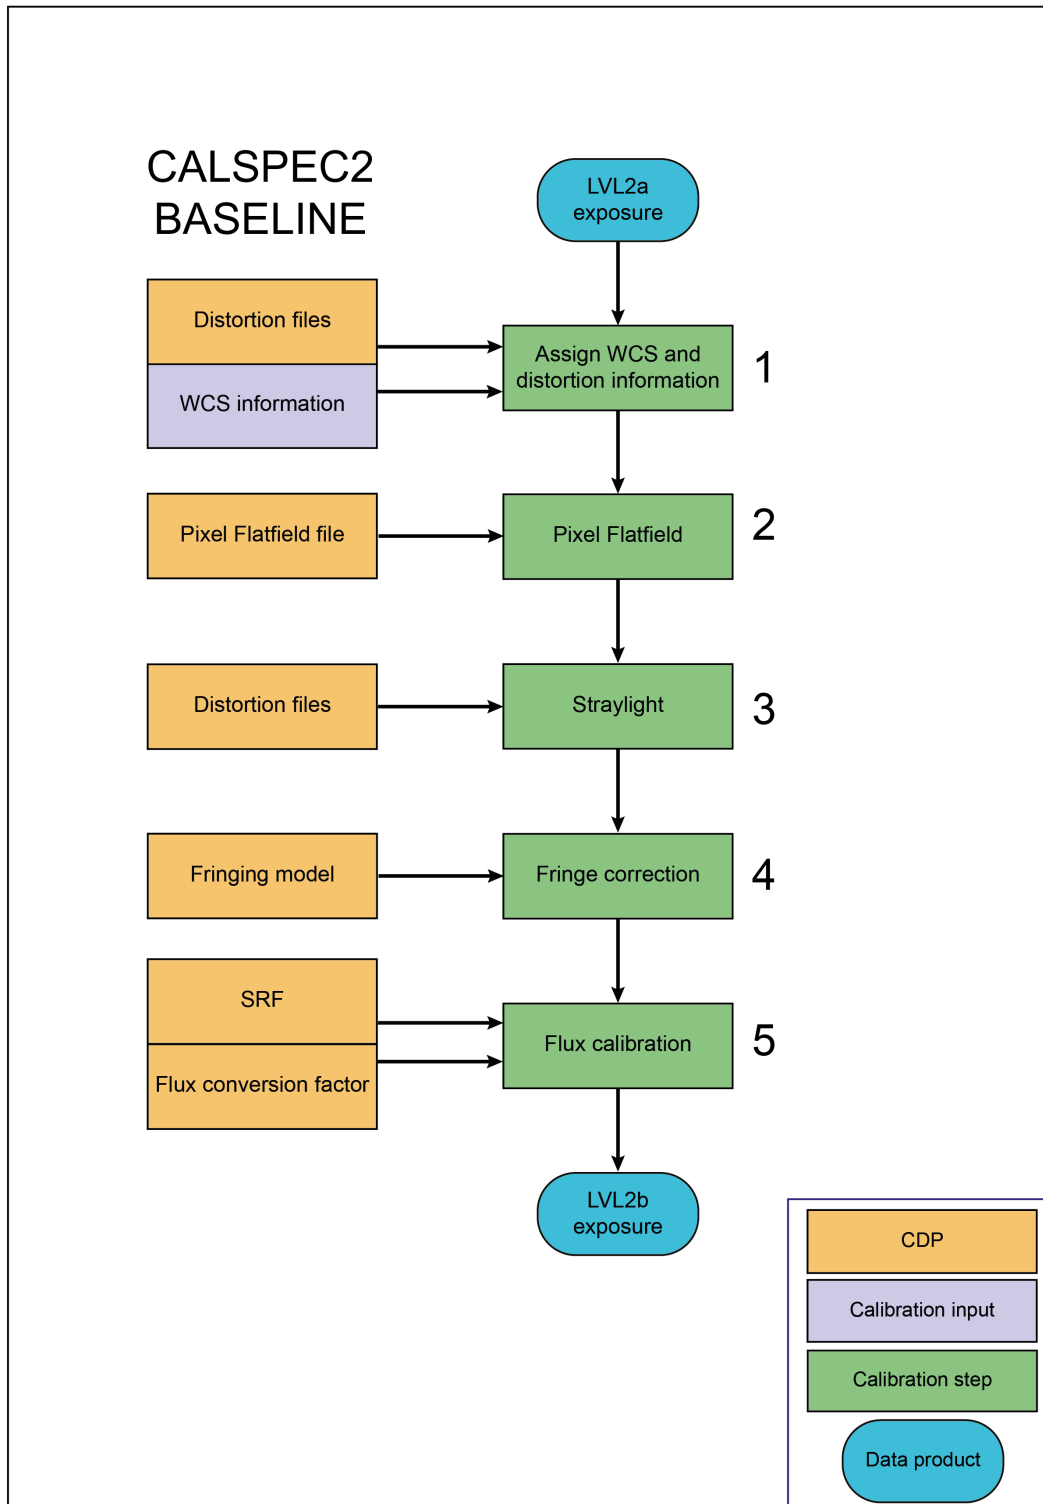 CALSPEC2
BASELINE
LVL2a
exposure
Distortion files
WCS information
Assign WCS and
distortion information
1
Pixel Flatfield file
Pixel Flatfield
2
Distortion files
Straylight
3
Fringing model
Fringe correction
4
SRF
Flux conversion factor
Flux calibration
5
LVL2b
exposure
CDP
Calibration input
Calibration step
Data product